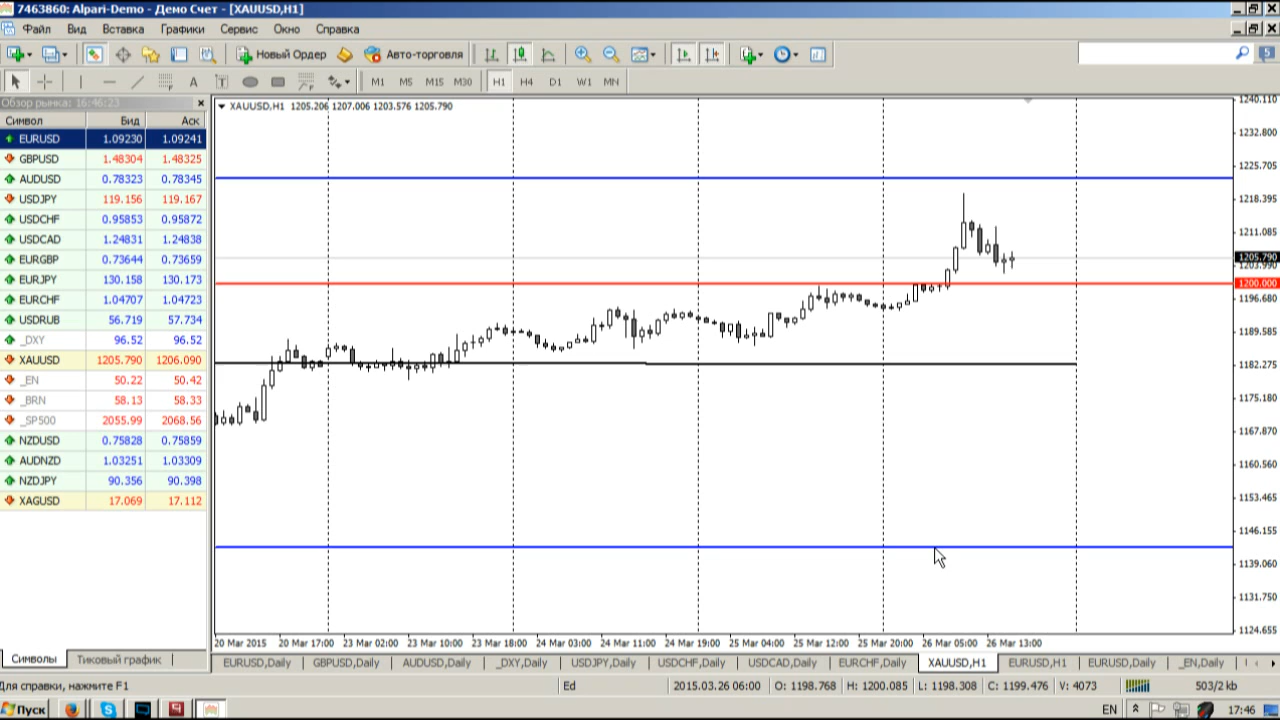 7463860: Alpari-Demo - Демо Счет - [XAUUSD,H1]
Файл Вид Вставка Графики Сервис Окно Справка
Новый Ордер Авто-торговля 5
A T M1 M5 M15 M30 H1 H4 D1 W1 MN
Обзор рынка: 16:46:23
Символ Бид Аск
EURUSD 1.09230 1.09241
GBPUSD 1.48304 1.48325
AUDUSD 0.78323 0.78345
USDJPY 119.156 119.167
USDCHF 0.95853 0.95872
USDCAD 1.24831 1.24838
EURGBP 0.73644 0.73659
EURJPY 130.158 130.173
EURCHF 1.04707 1.04723
USDRUB 56.719 57.734
_DXY 96.52 96.52
XAUUSD 1205.790 1206.090
_EN 50.22 50.42
_BRN 58.13 58.33
_SP500 2055.99 2068.56
NZDUSD 0.75828 0.75859
AUDNZD 1.03251 1.03309
NZDJPY 90.356 90.398
XAGUSD 17.069 17.112
Символы Тиковый график
XAUUSD,H1 1205.206 1207.006 1203.576 1205.790
1240.110
1232.800
1225.705
1218.395
1211.085
1205.790
1203.990
1200.000
1196.680
1189.585
1182.275
1175.180
1167.870
1160.560
1153.465
1146.155
1139.060
1131.750
1124.655
20 Mar 2015 20 Mar 17:00 23 Mar 02:00 23 Mar 10:00 23 Mar 18:00 24 Mar 03:00 24 Mar 11:00 24 Mar 19:00 25 Mar 04:00 25 Mar 12:00 25 Mar 20:00 26 Mar 05:00 26 Mar 13:00
EURUSD,Daily GBPUSD,Daily AUDUSD,Daily _DXY,Daily USDJPY,Daily USDCHF,Daily USDCAD,Daily EURCHF,Daily XAUUSD,H1 EURUSD,H1 EURUSD,Daily _EN,Daily
Для справки, нажмите F1 Ed 2015.03.26 06:00 O: 1198.768 H: 1200.085 L: 1198.308 C: 1199.476 V: 4073 503/2 kb
Пуск EN 17:46